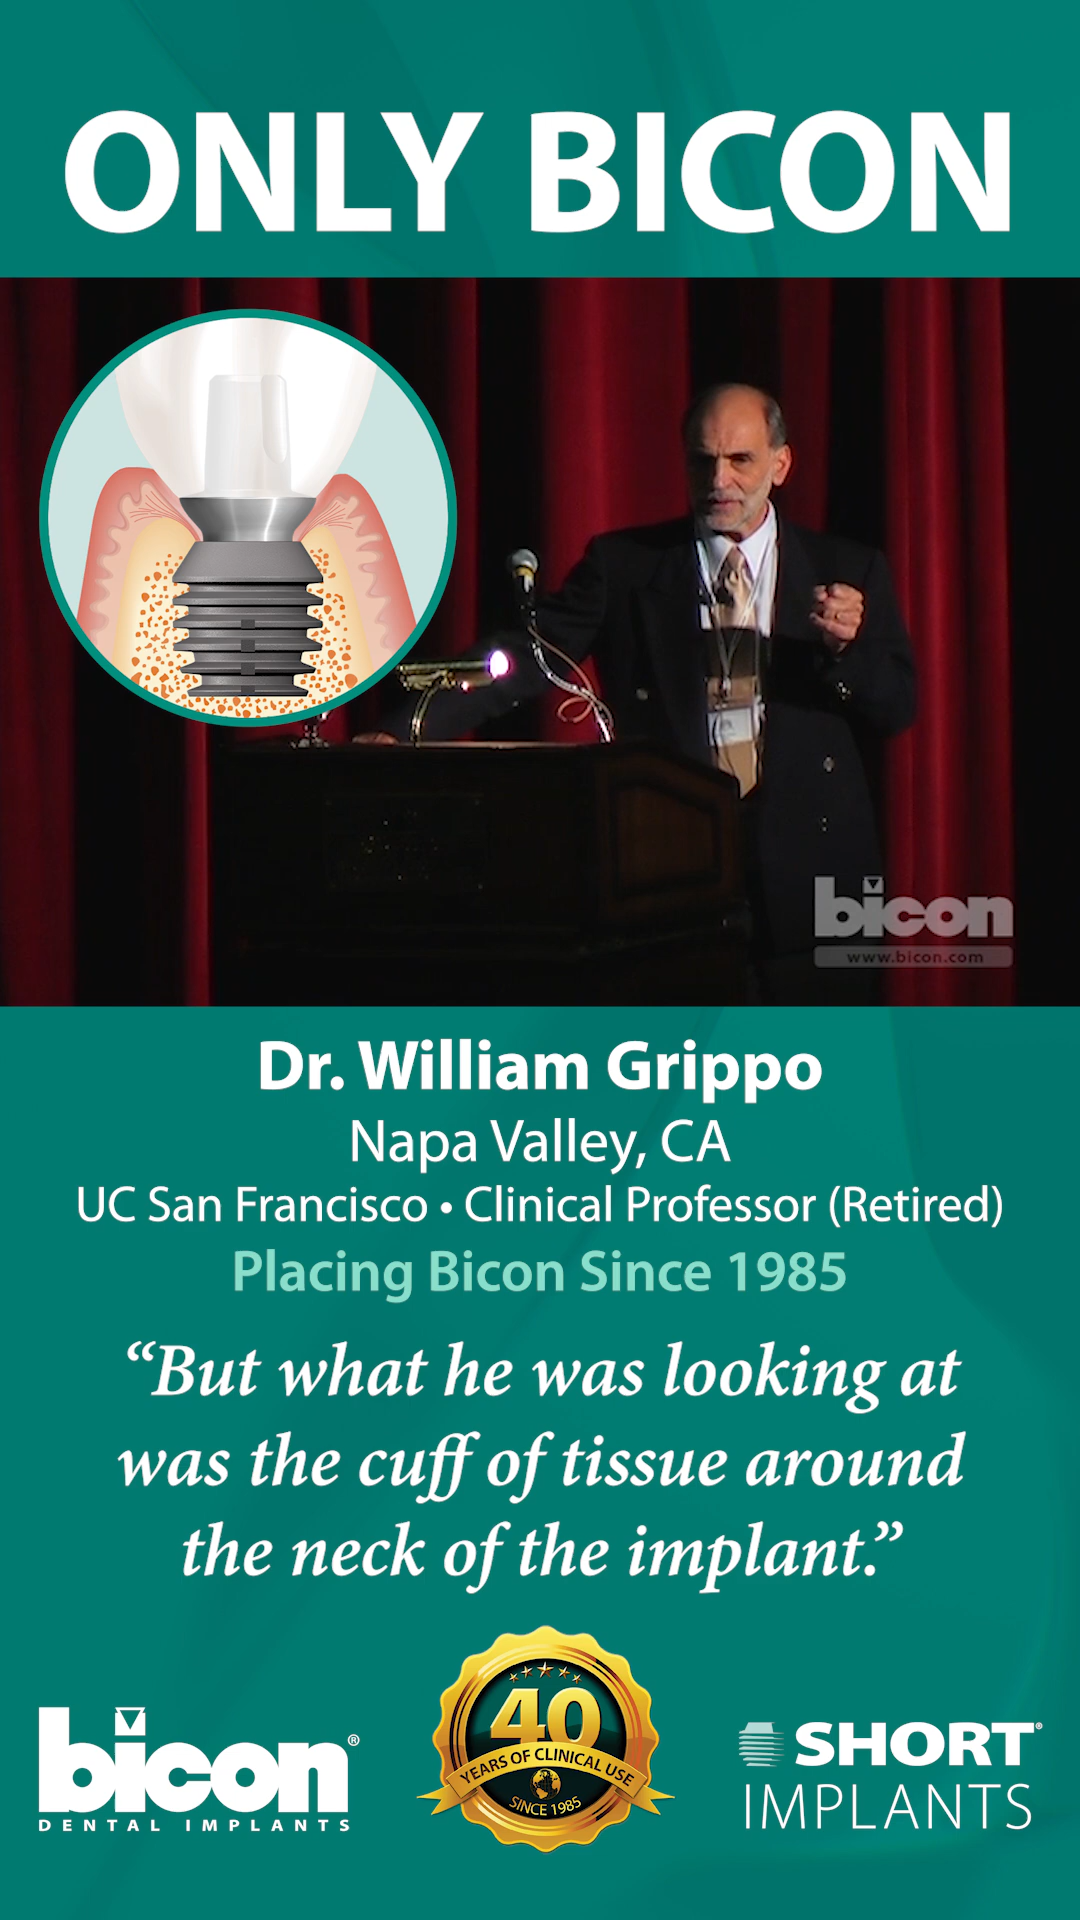 ONLY BICON
bicon
www.bicon.com
Dr. William Grippo
Napa Valley, CA
UC San Francisco • Clinical Professor (Retired)
Placing Bicon Since 1985
“But what he was looking at
was the cuff of tissue around
the neck of the implant.”
bicon®
DENTAL IMPLANTS
40
YEARS OF CLINICAL USE
SINCE 1985
SHORT®
IMPLANTS